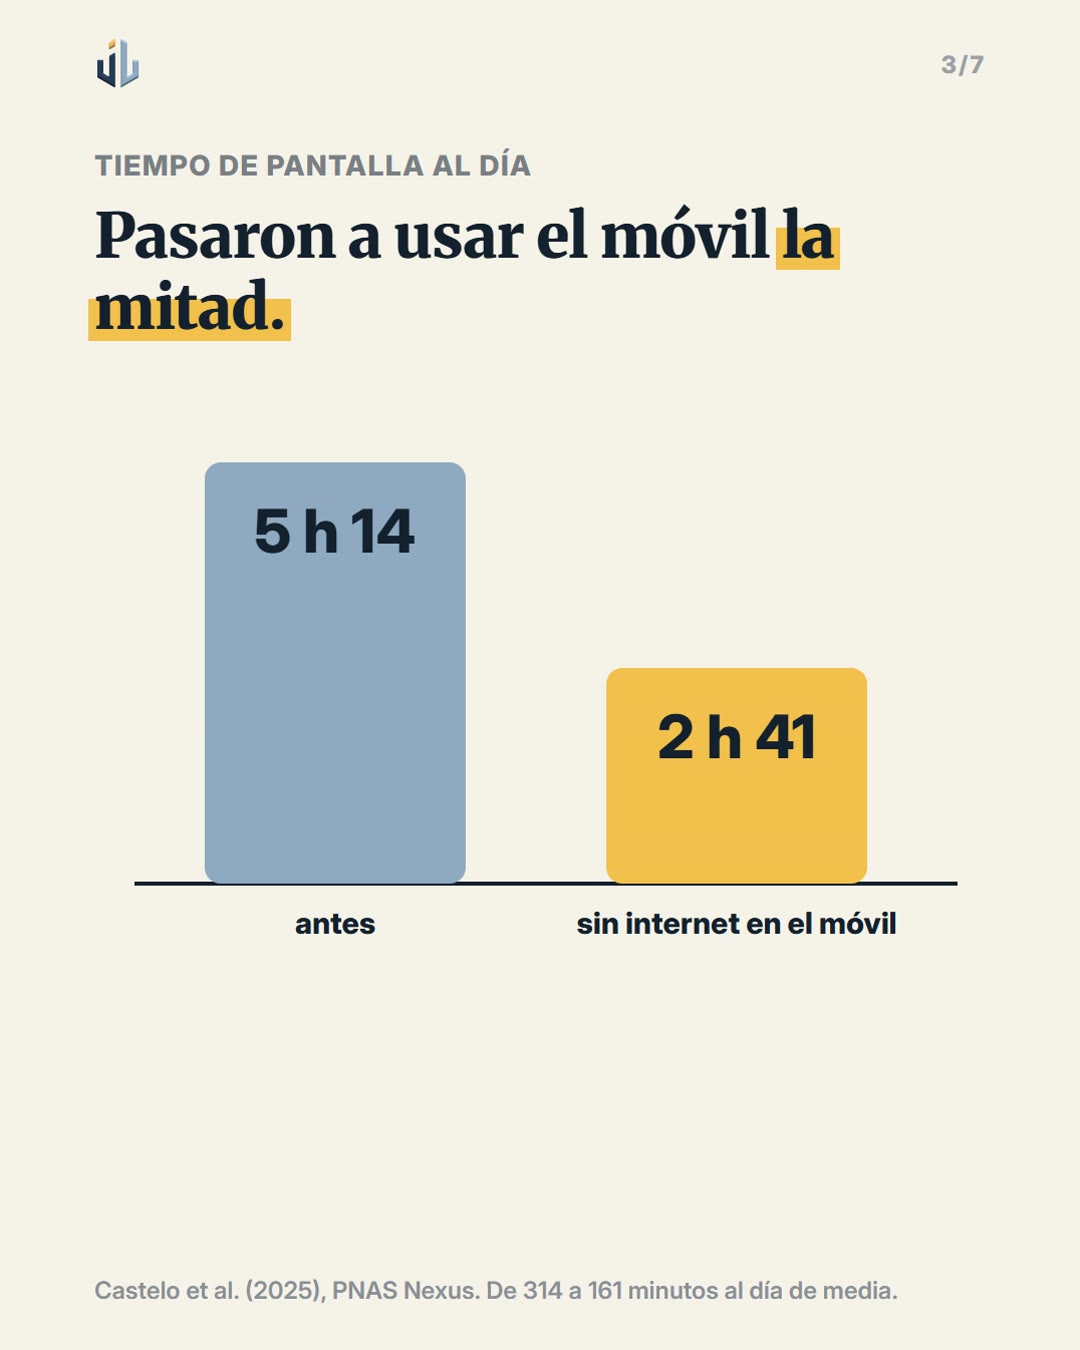 3/7
TIEMPO DE PANTALLA AL DÍA
Pasaron a usar el móvil la
mitad.
5 h 14
2 h 41
antes
sin internet en el móvil
Castelo et al. (2025), PNAS Nexus. De 314 a 161 minutos al día de media.